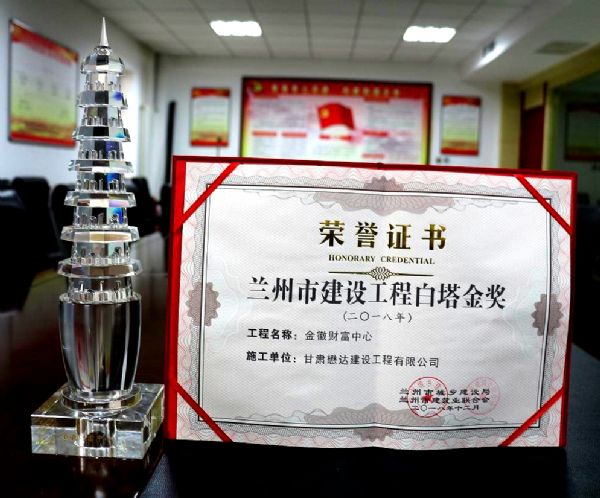 荣誉证书
HONORARY CREDENTIAL
兰州市建设工程白塔金奖
(二〇一八年)
工程名称：金徽财富中心
施工单位：甘肃懋达建设工程有限公司
兰州市城乡建设局
兰州市建筑业联合会
二〇一八年十二月